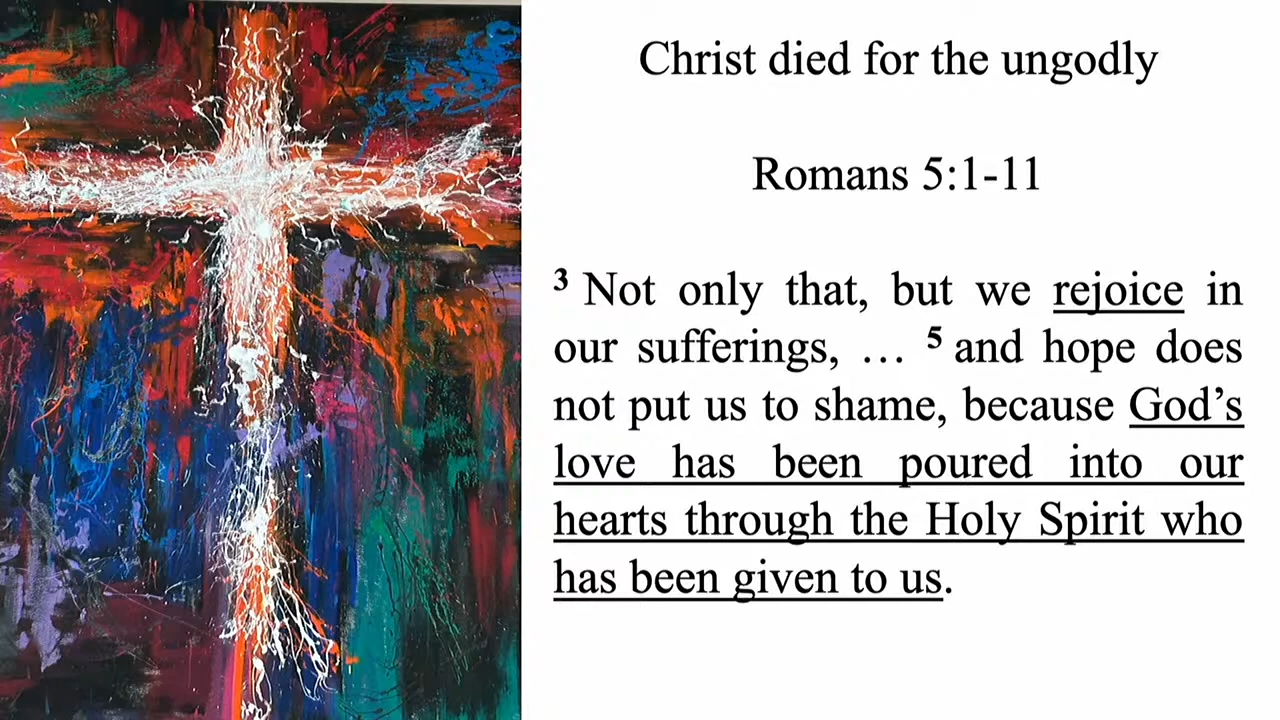 Christ died for the ungodly
Romans 5:1-11
³ Not only that, but we rejoice in
our sufferings, … ⁵ and hope does
not put us to shame, because God’s
love has been poured into our
hearts through the Holy Spirit who
has been given to us.